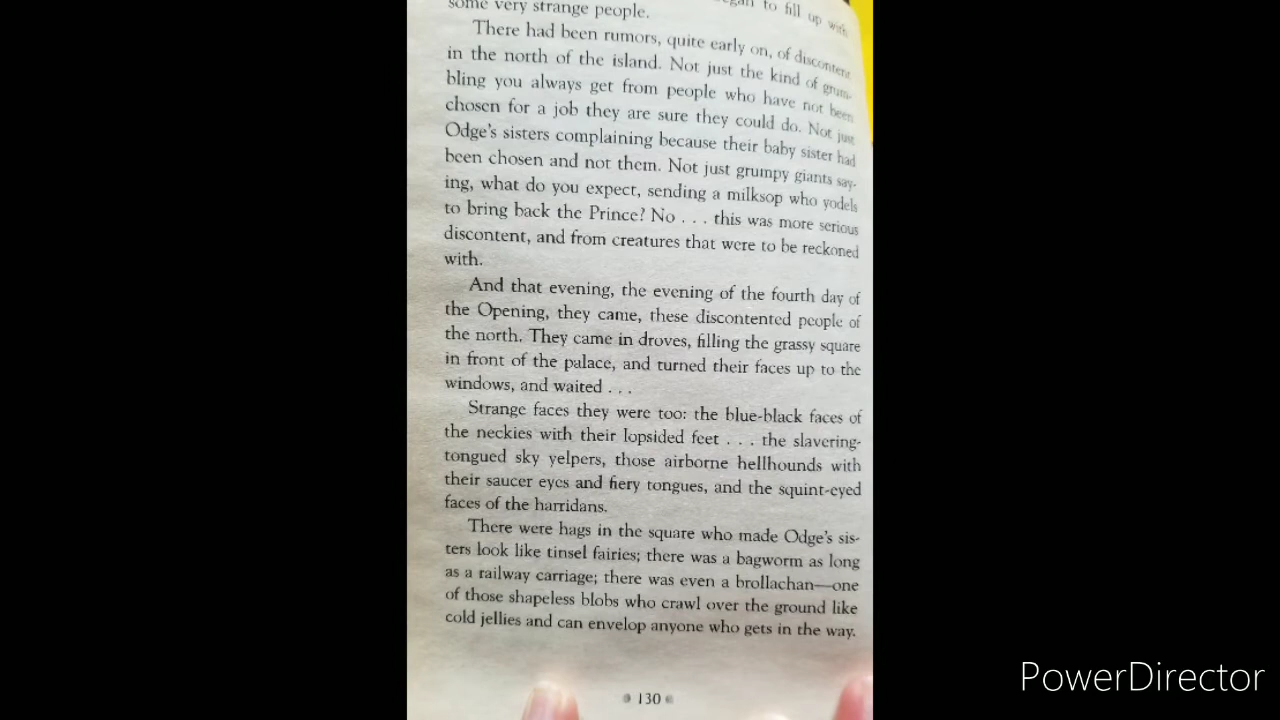 some very strange people.
began to fill up with
There had been rumors, quite early on, of discontent
in the north of the island. Not just the kind of grum-
bling you always get from people who have not been
chosen for a job they are sure they could do. Not just
Odge's sisters complaining because their baby sister had
been chosen and not them. Not just grumpy giants say-
ing, what do you expect, sending a milksop who yodels
to bring back the Prince? No . . . this was more serious
discontent, and from creatures that were to be reckoned
with.
And that evening, the evening of the fourth day of
the Opening, they came, these discontented people of
the north. They came in droves, filling the grassy square
in front of the palace, and turned their faces up to the
windows, and waited . . .
Strange faces they were too: the blue-black faces of
the neckies with their lopsided feet . . . the slavering-
tongued sky yelpers, those airborne hellhounds with
their saucer eyes and fiery tongues, and the squint-eyed
faces of the harridans.
There were hags in the square who made Odge's sis-
ters look like tinsel fairies; there was a bagworm as long
as a railway carriage; there was even a brollachan—one
of those shapeless blobs who crawl over the ground like
cold jellies and can envelop anyone who gets in the way.
130
PowerDirector